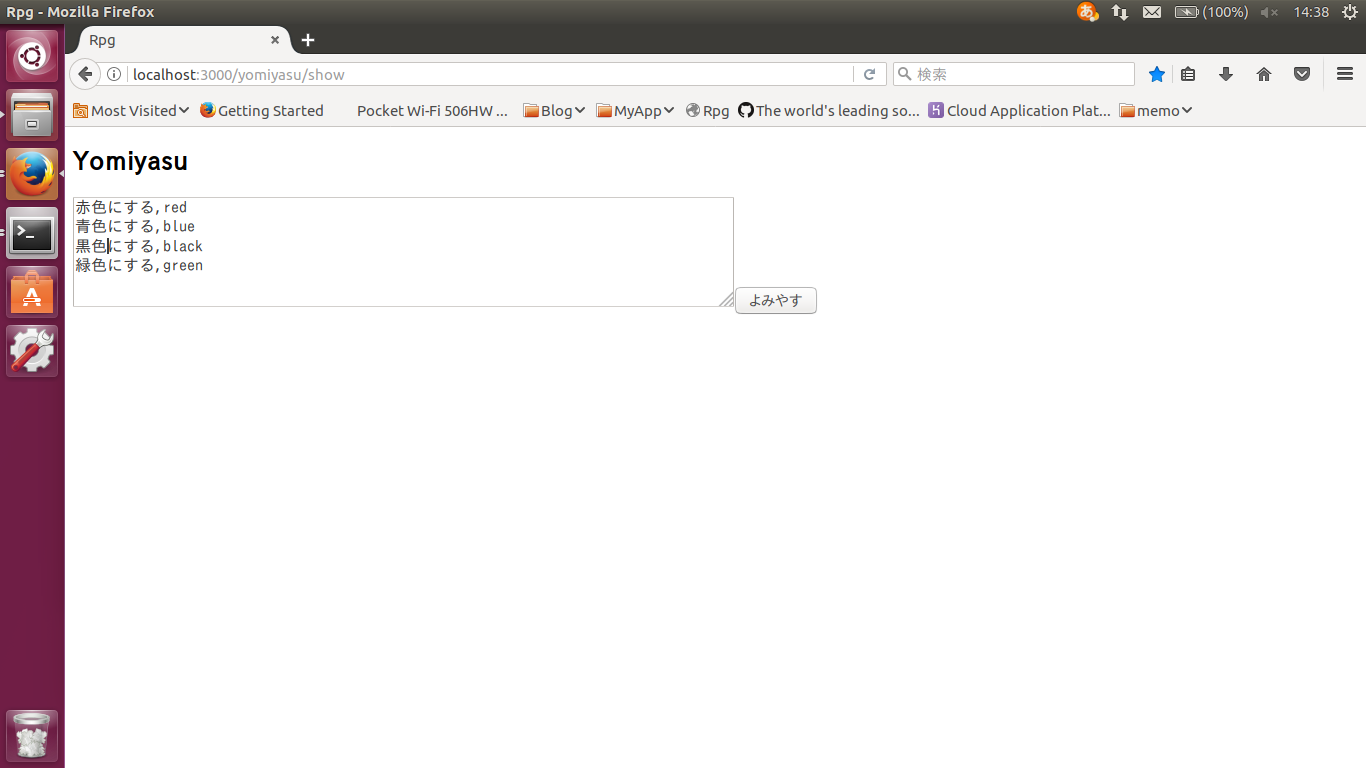 Rpg - Mozilla Firefox
あ
(100%)
14:38
Rpg
localhost:3000/yomiyasu/show
検索
Most Visited
Getting Started
Pocket Wi-Fi 506HW ...
Blog
MyApp
Rpg
The world's leading so...
Cloud Application Plat...
memo
Yomiyasu
赤色にする,red
青色にする,blue
黒色にする,black
緑色にする,green
よみやす